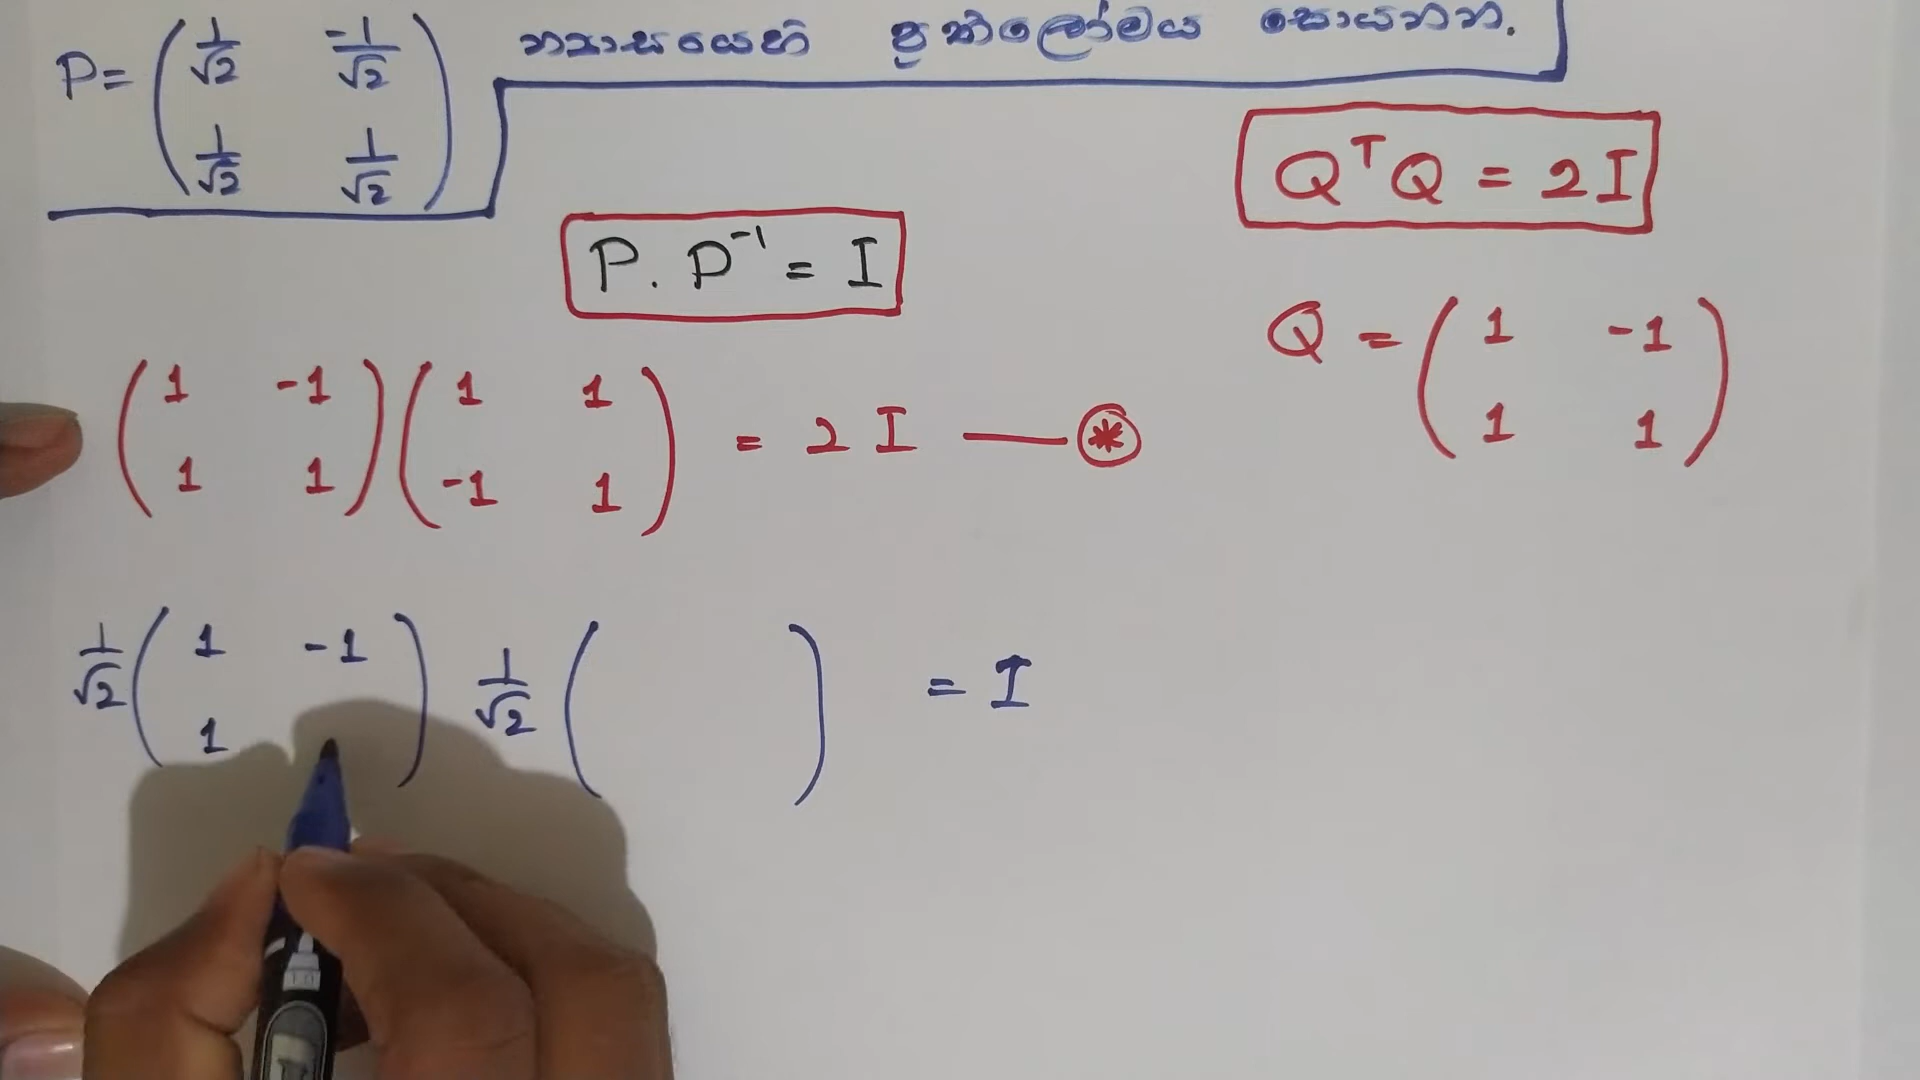 P = ( 1/√2 -1/√2 ; 1/√2 1/√2 ) න්‍යාසයෙහි ප්‍රතිලෝමය සොයන්න.
Qᵀ Q = 2I
P . P⁻¹ = I
Q = ( 1 -1 ; 1 1 )
( 1 -1 ; 1 1 ) ( 1 1 ; -1 1 ) = 2I — ⊛
1/√2 ( 1 -1 ; 1 ) 1/√2 ( ) = I